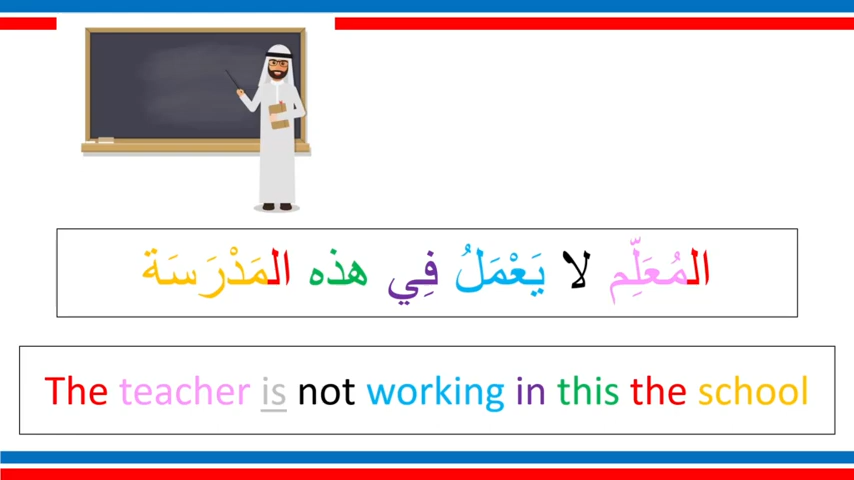 المُعَلِّم لا يَعْمَلُ فِي هذه المَدْرَسَة
The teacher is not working in this the school